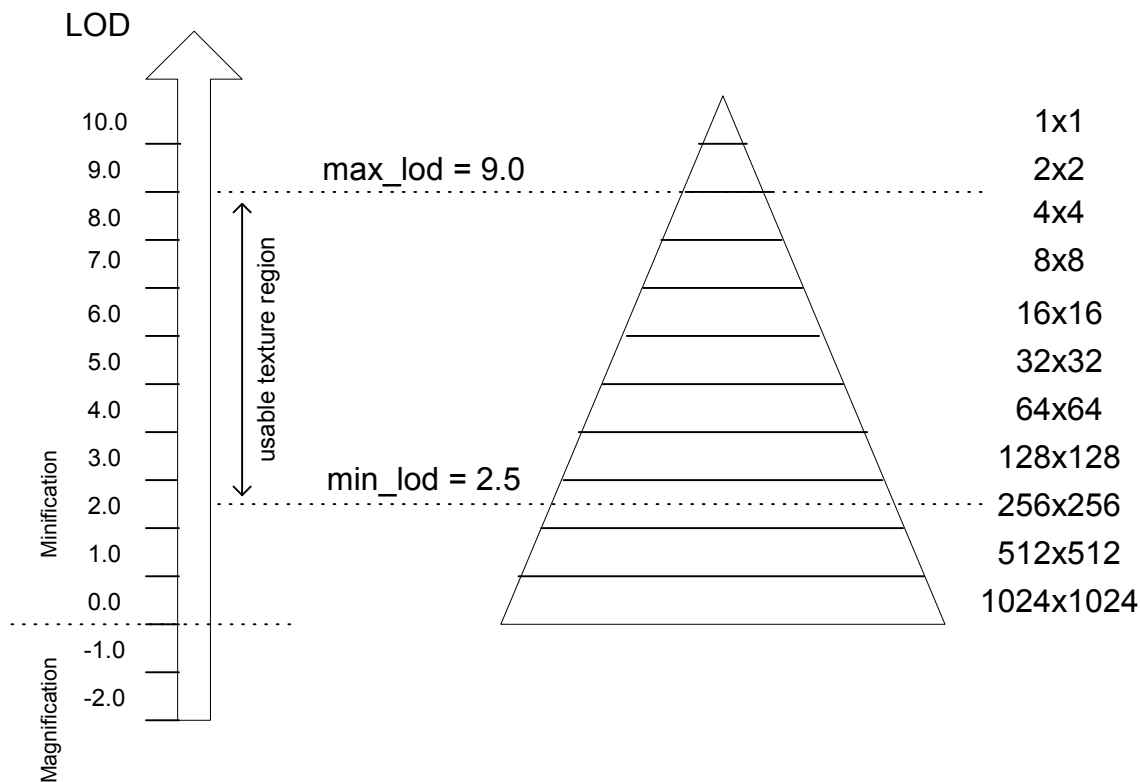 LOD
10.0
9.0
8.0
7.0
6.0
5.0
4.0
3.0
2.0
1.0
0.0
-1.0
-2.0
Minification
Magnification
usable texture region
max_lod = 9.0
min_lod = 2.5
1x1
2x2
4x4
8x8
16x16
32x32
64x64
128x128
256x256
512x512
1024x1024